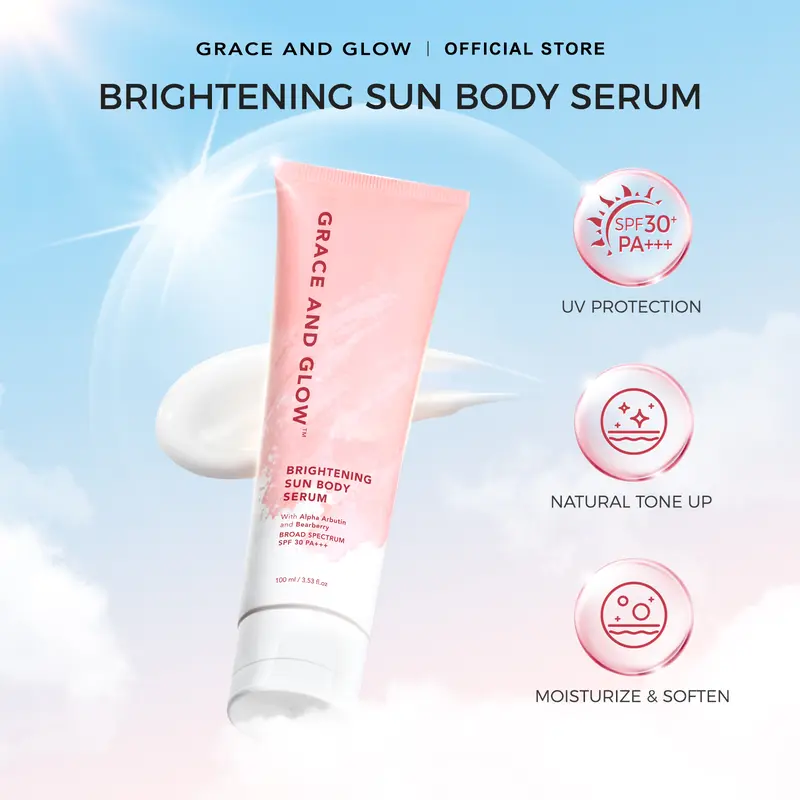 GRACE AND GLOW | OFFICIAL STORE
BRIGHTENING SUN BODY SERUM
GRACE AND GLOW™
BRIGHTENING
SUN BODY
SERUM
With Alpha Arbutin
and Bearberry
BROAD SPECTRUM
SPF 30 PA+++
100 ml / 3.53 fl.oz
SPF30+
PA+++
UV PROTECTION
NATURAL TONE UP
MOISTURIZE & SOFTEN